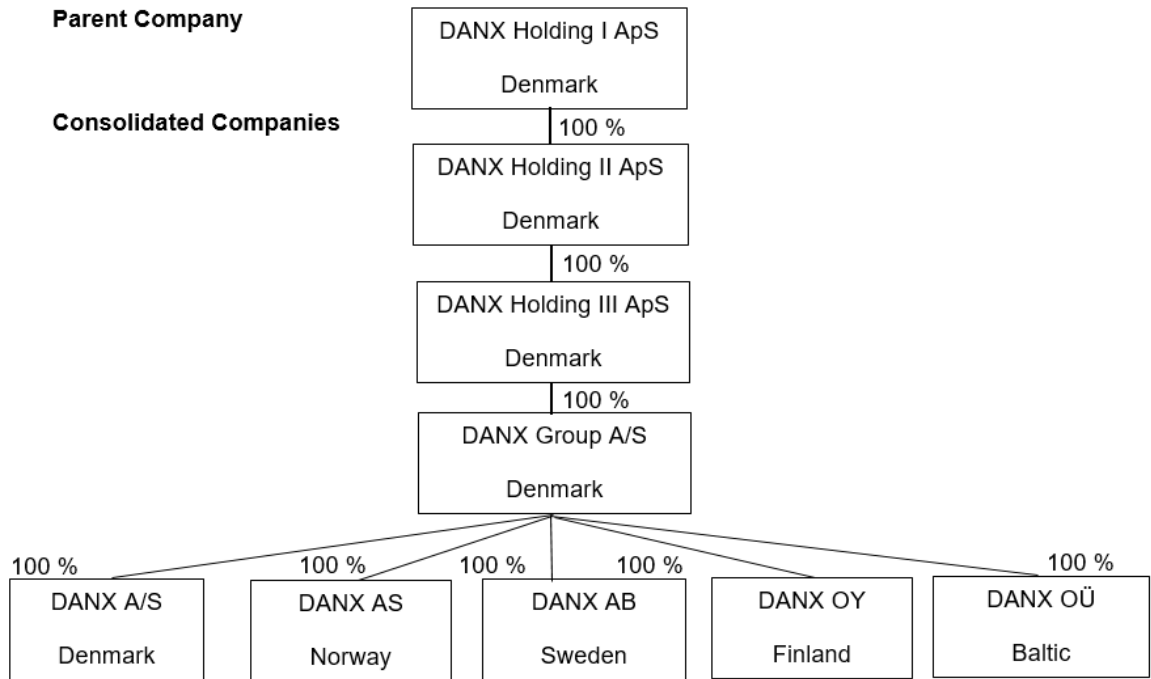 Parent Company
DANX Holding I ApS
Denmark
Consolidated Companies
100 %
DANX Holding II ApS
Denmark
100 %
DANX Holding III ApS
Denmark
100 %
DANX Group A/S
Denmark
100 %
100 %
100 %
100 %
100 %
DANX A/S
Denmark
DANX AS
Norway
DANX AB
Sweden
DANX OY
Finland
DANX OÜ
Baltic